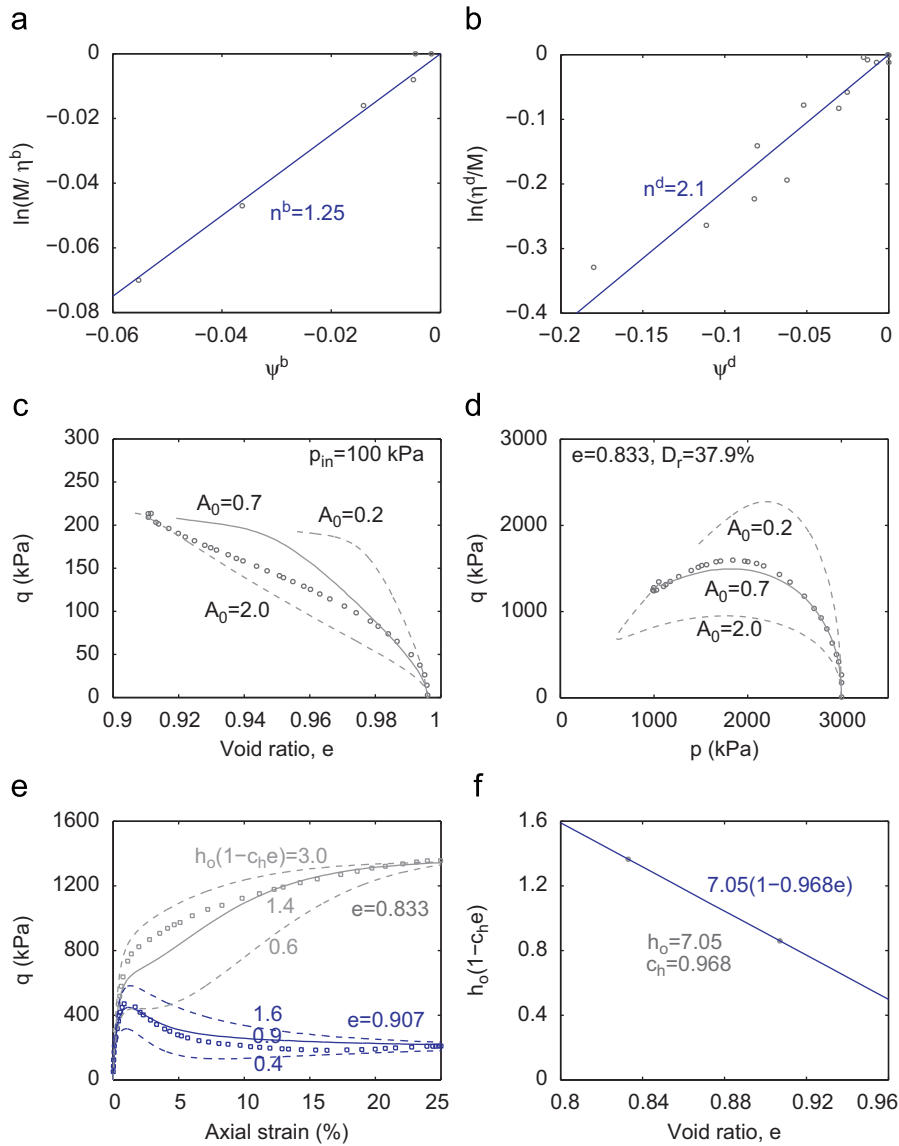 a
0
−0.02
−0.04
−0.06
−0.08
ln(M/ η^b)
n^b=1.25
−0.06 −0.04 −0.02 0
ψ^b
b
0
−0.1
−0.2
−0.3
−0.4
ln(η^d/M)
n^d=2.1
−0.2 −0.15 −0.1 −0.05 0
ψ^d
c
300
250
200
150
100
50
0
q (kPa)
p_in=100 kPa
A_0=0.7
A_0=0.2
A_0=2.0
0.9 0.92 0.94 0.96 0.98 1
Void ratio, e
d
3000
2000
1000
0
q (kPa)
e=0.833, D_r=37.9%
A_0=0.2
A_0=0.7
A_0=2.0
0 1000 2000 3000
p (kPa)
e
1600
1200
800
400
0
q (kPa)
h_o(1−c_he)=3.0
1.4
e=0.833
0.6
1.6
e=0.907
0.9
0.4
0 5 10 15 20 25
Axial strain (%)
f
1.6
1.2
0.8
0.4
0
h_o(1−c_he)
7.05(1−0.968e)
h_o=7.05
c_h=0.968
0.8 0.84 0.88 0.92 0.96
Void ratio, e